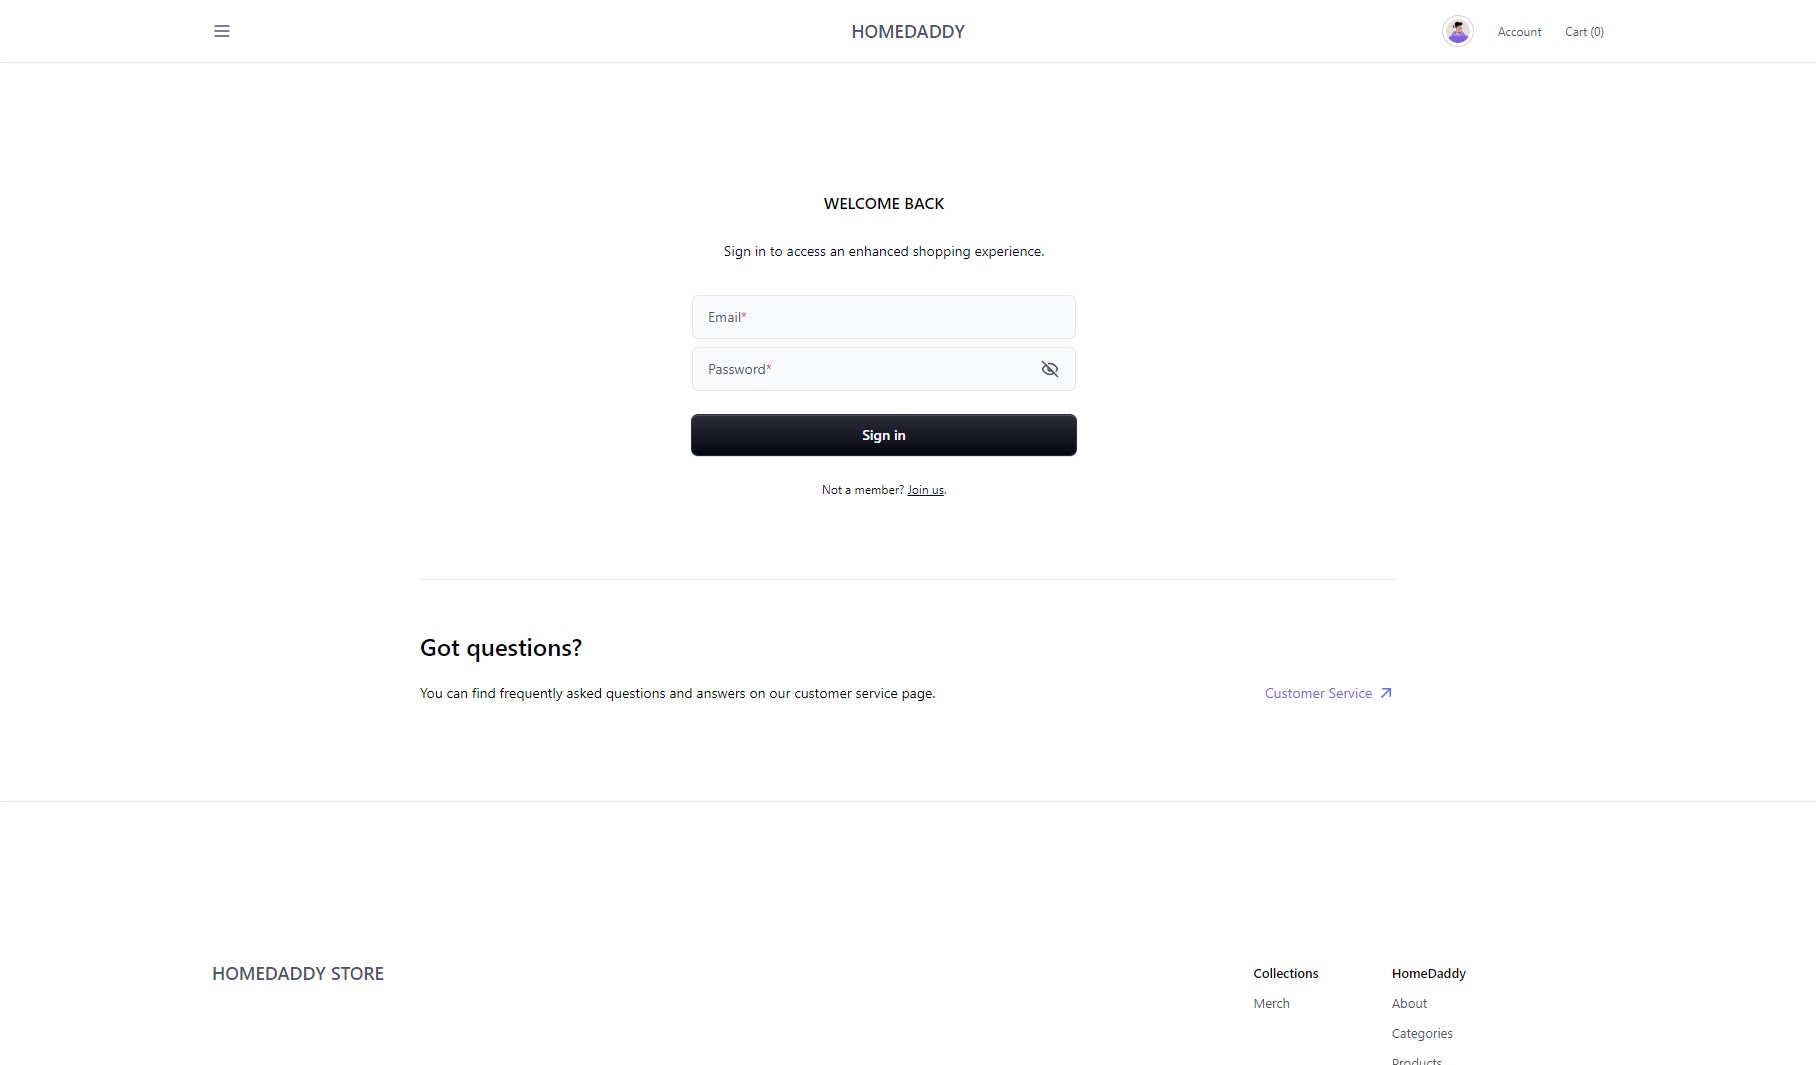 HOMEDADDY
Account
Cart (0)
WELCOME BACK
Sign in to access an enhanced shopping experience.
Email*
Password*
Sign in
Not a member? Join us.
Got questions?
You can find frequently asked questions and answers on our customer service page.
Customer Service
HOMEDADDY STORE
Collections
Merch
HomeDaddy
About
Categories
Products